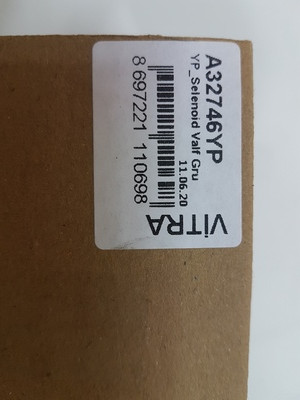 A32746YP
YP_Selenoid Valf Gru
11.06.20
8 697221 110698
VITRA